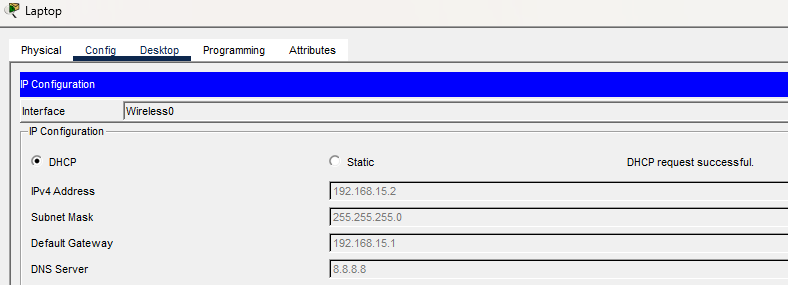 Laptop
Physical Config Desktop Programming Attributes
IP Configuration
Interface Wireless0
IP Configuration
DHCP Static DHCP request successful.
IPv4 Address 192.168.15.2
Subnet Mask 255.255.255.0
Default Gateway 192.168.15.1
DNS Server 8.8.8.8